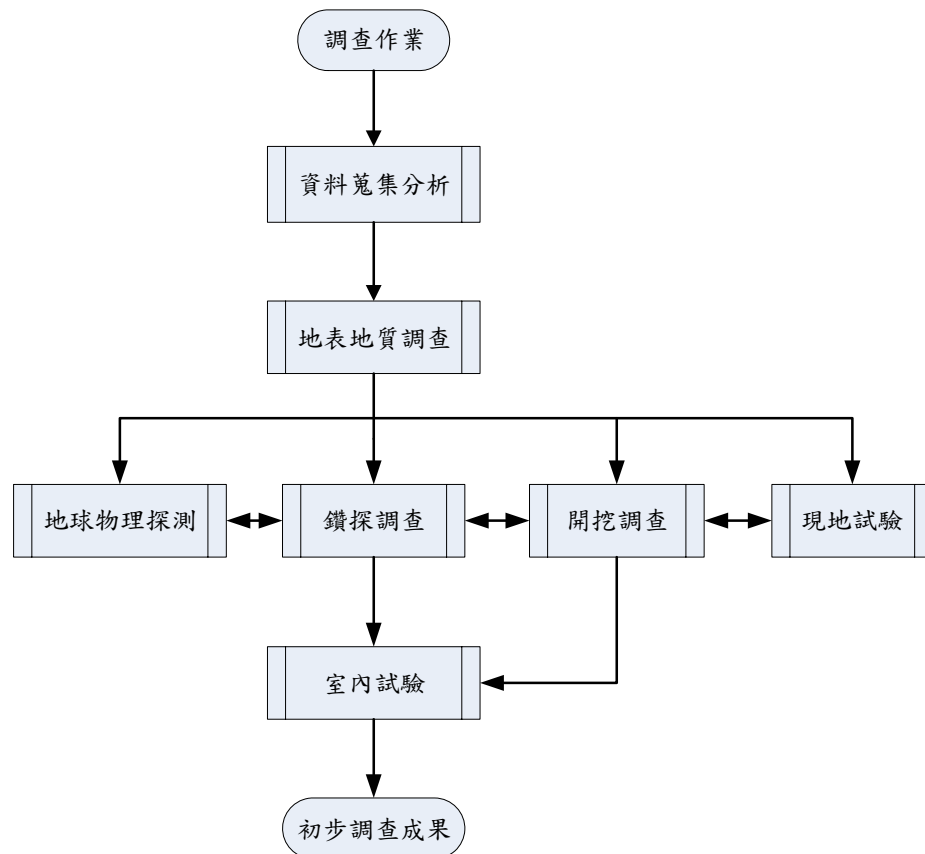 調查作業
資料蒐集分析
地表地質調查
地球物理探測
鑽探調查
開挖調查
現地試驗
室內試驗
初步調查成果